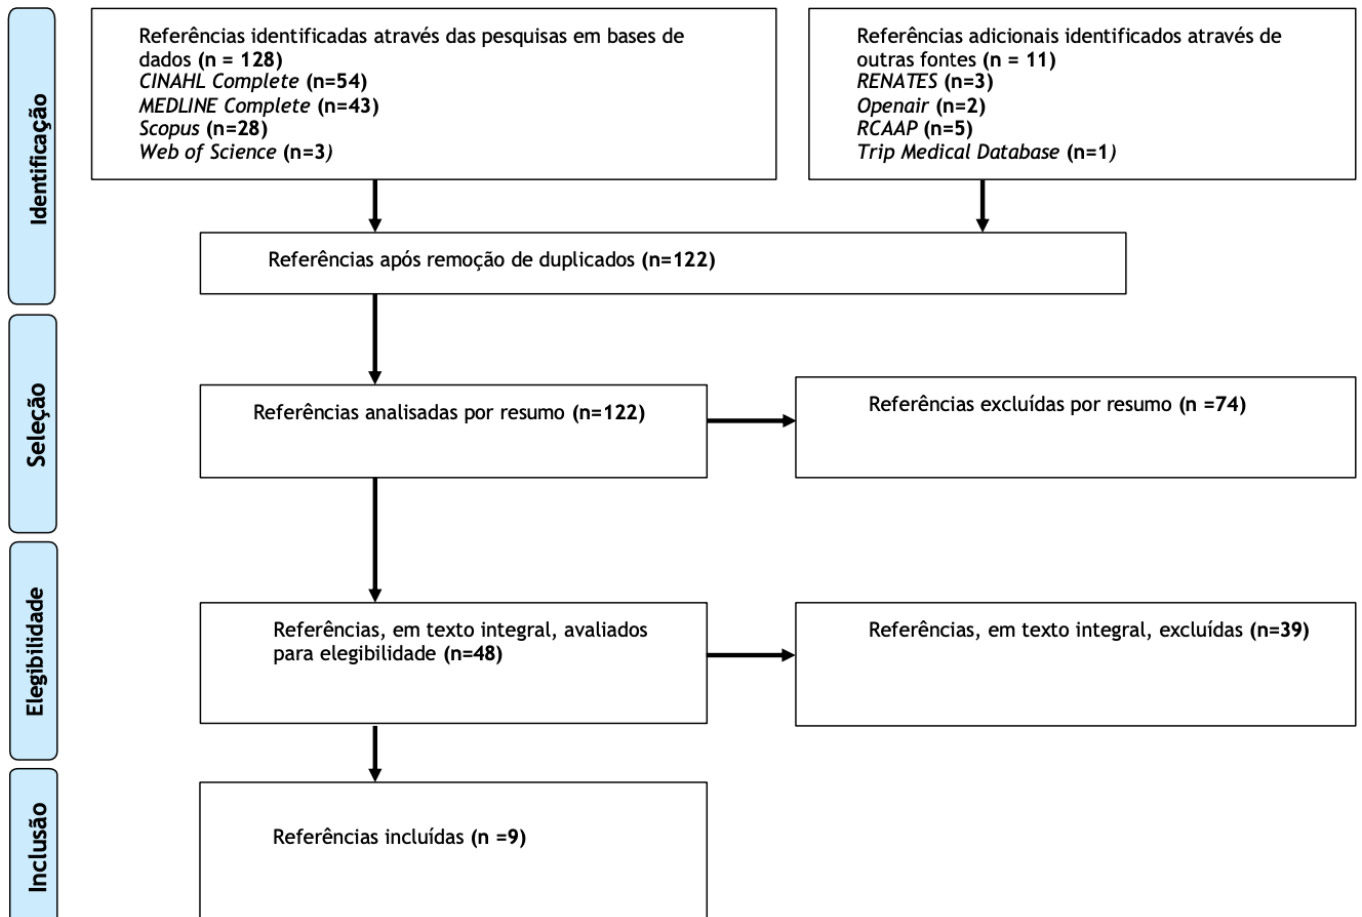 Identificação
Referências identificadas através das pesquisas em bases de
dados (n = 128)
CINAHL Complete (n=54)
MEDLINE Complete (n=43)
Scopus (n=28)
Web of Science (n=3)
Referências adicionais identificados através de
outras fontes (n = 11)
RENATES (n=3)
Openair (n=2)
RCAAP (n=5)
Trip Medical Database (n=1)
Referências após remoção de duplicados (n=122)
Seleção
Referências analisadas por resumo (n=122)
Referências excluídas por resumo (n =74)
Elegibilidade
Referências, em texto integral, avaliados
para elegibilidade (n=48)
Referências, em texto integral, excluídas (n=39)
Inclusão
Referências incluídas (n =9)